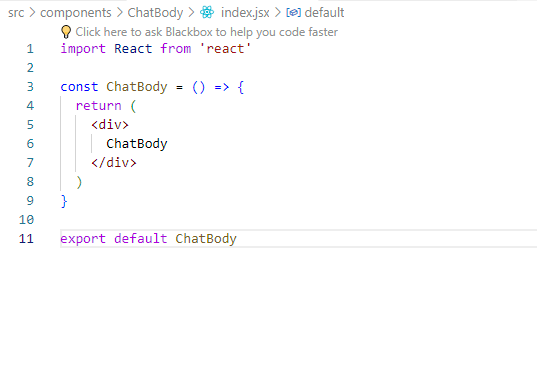 src > components > ChatBody > index.jsx > default
Click here to ask Blackbox to help you code faster
1 import React from 'react'
2
3 const ChatBody = () => {
4 return (
5 <div>
6 ChatBody
7 </div>
8 )
9 }
10
11 export default ChatBody